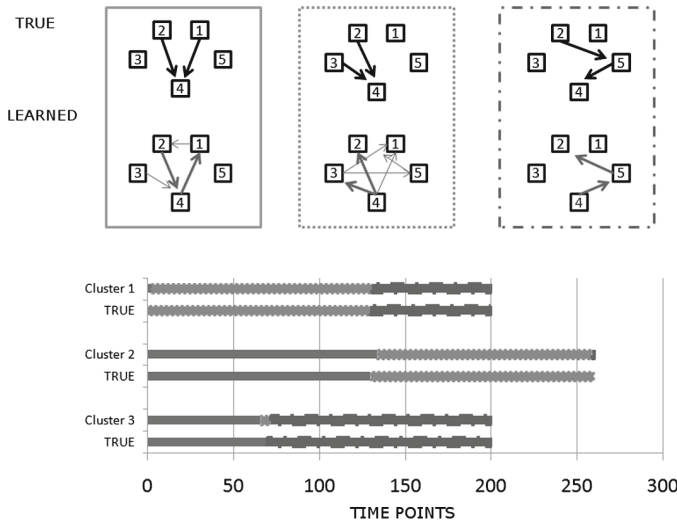 TRUE
2 1 2 1 2 1
3 5 3 5 3 5
4 4 4
LEARNED
2 1 2 1 2 1
3 5 3 5 3 5
4 4 4
Cluster 1
TRUE
Cluster 2
TRUE
Cluster 3
TRUE
0 50 100 150 200 250 300
TIME POINTS